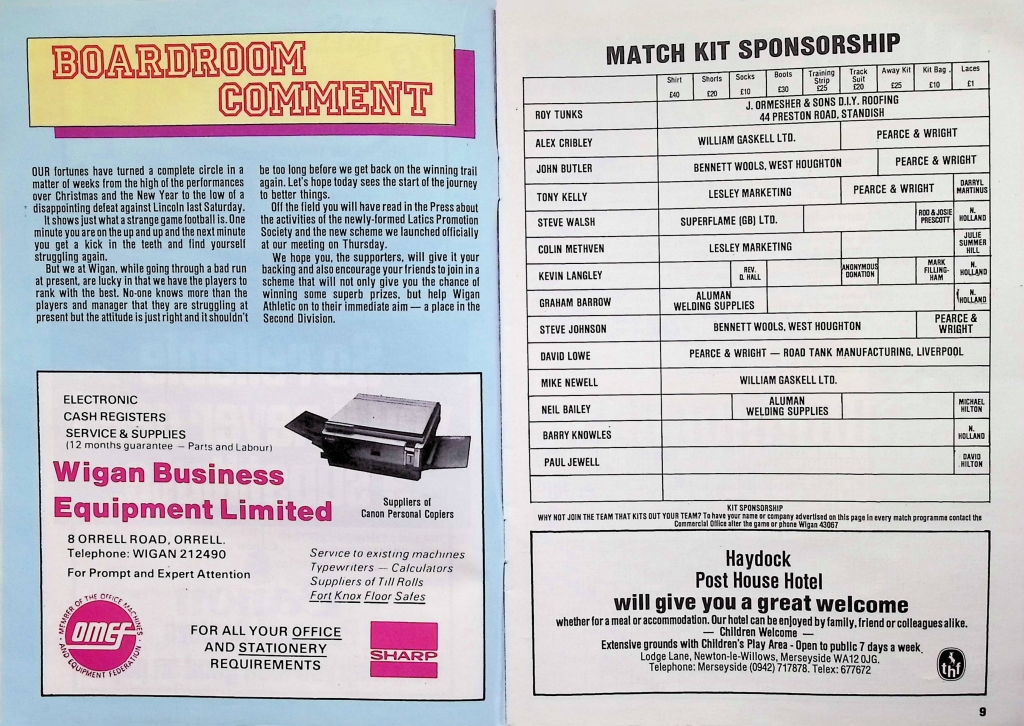 BOARDROOM
COMMENT
OUR fortunes have turned a complete circle in a
matter of weeks from the high of the performances
over Christmas and the New Year to the low of a
disappointing defeat against Lincoln last Saturday.
It shows just what a strange game football is. One
minute you are on the up and up and the next minute
you get a kick in the teeth and find yourself
struggling again.
But we at Wigan, while going through a bad run
at present, are lucky in that we have the players to
rank with the best. No-one knows more than the
players and manager that they are struggling at
present but the attitude is just right and it shouldn't
be too long before we get back on the winning trail
again. Let's hope today sees the start of the journey
to better things.
Off the field you will have read in the Press about
the activities of the newly-formed Latics Promotion
Society and the new scheme we launched officially
at our meeting on Thursday.
We hope you, the supporters, will give it your
backing and also encourage your friends to join in a
scheme that will not only give you the chance of
winning some superb prizes, but help Wigan
Athletic on to their immediate aim — a place in the
Second Division.
ELECTRONIC
CASH REGISTERS
SERVICE & SUPPLIES
(12 months guarantee – Parts and Labour)
Wigan Business
Equipment Limited
Suppliers of
Canon Personal Copiers
8 ORRELL ROAD, ORRELL.
Telephone: WIGAN 212490
For Prompt and Expert Attention
Service to existing machines
Typewriters – Calculators
Suppliers of Till Rolls
Fort Knox Floor Safes
MEMBER OF THE OFFICE MACHINES
omef
AND EQUIPMENT FEDERATION
FOR ALL YOUR OFFICE
AND STATIONERY
REQUIREMENTS
SHARP
MATCH KIT SPONSORSHIP
Shirt £40 Shorts £20 Socks £10 Boots £30 Training Strip £25 Track Suit £20 Away Kit £25 Kit Bag £10 Laces £1
ROY TUNKS J. ORMESHER & SONS D.I.Y. ROOFING
44 PRESTON ROAD, STANDISH
ALEX CRIBLEY WILLIAM GASKELL LTD. PEARCE & WRIGHT
JOHN BUTLER BENNETT WOOLS, WEST HOUGHTON PEARCE & WRIGHT
TONY KELLY LESLEY MARKETING PEARCE & WRIGHT DARRYL MARTINUS
STEVE WALSH SUPERFLAME (GB) LTD. ROD & JOSIE PRESCOTT N. HOLLAND
COLIN METHVEN LESLEY MARKETING JULIE SUMMER HILL
KEVIN LANGLEY REV. D. HALL ANONYMOUS DONATION MARK FILLING-HAM N. HOLLAND
GRAHAM BARROW ALUMAN WELDING SUPPLIES N. HOLLAND
STEVE JOHNSON BENNETT WOOLS, WEST HOUGHTON PEARCE & WRIGHT
DAVID LOWE PEARCE & WRIGHT — ROAD TANK MANUFACTURING, LIVERPOOL
MIKE NEWELL WILLIAM GASKELL LTD.
NEIL BAILEY ALUMAN WELDING SUPPLIES MICHAEL HILTON
BARRY KNOWLES N. HOLLAND
PAUL JEWELL DAVID HILTON
KIT SPONSORSHIP
WHY NOT JOIN THE TEAM THAT KITS OUT YOUR TEAM? To have your name or company advertised on this page in every match programme contact the
Commercial Office after the game or phone Wigan 43067
Haydock
Post House Hotel
will give you a great welcome
whether for a meal or accommodation. Our hotel can be enjoyed by family, friend or colleagues alike.
— Children Welcome —
Extensive grounds with Children's Play Area - Open to public 7 days a week.
Lodge Lane, Newton-le-Willows, Merseyside WA12 0JG.
Telephone: Merseyside (0942) 717878. Telex: 677672
thf
9